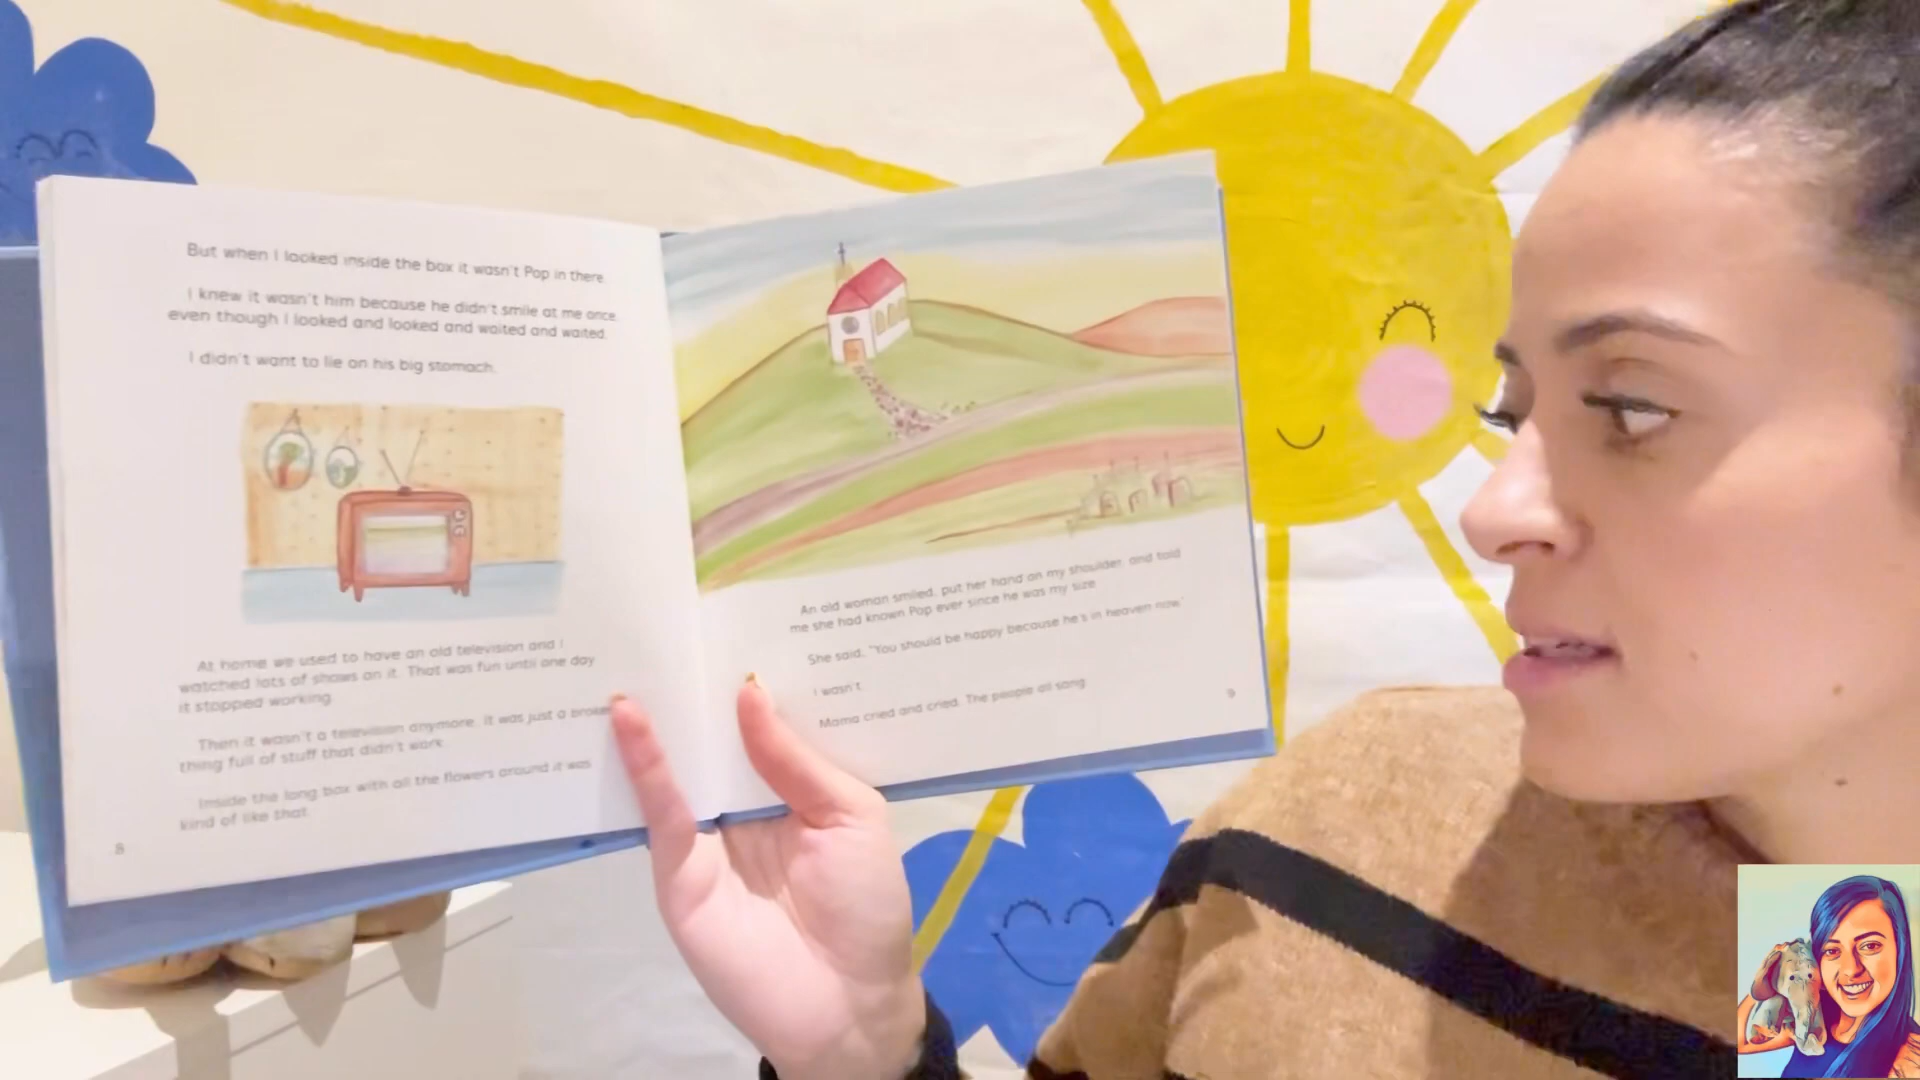 But when I looked inside the box it wasn't Pop in there.
I knew it wasn't him because he didn't smile at me once,
even though I looked and looked and waited and waited.
I didn't want to lie on his big stomach.
At home we used to have an old television and I
watched lots of shows on it. That was fun until one day
it stopped working.
Then it wasn't a television anymore. It was just a broken
thing full of stuff that didn't work.
Inside the long box with all the flowers around it was
kind of like that.
8
An old woman smiled, put her hand on my shoulder, and told
me she had known Pop ever since he was my size.
She said, "You should be happy because he's in heaven now."
I wasn't.
Mama cried and cried. The people all sang.
9